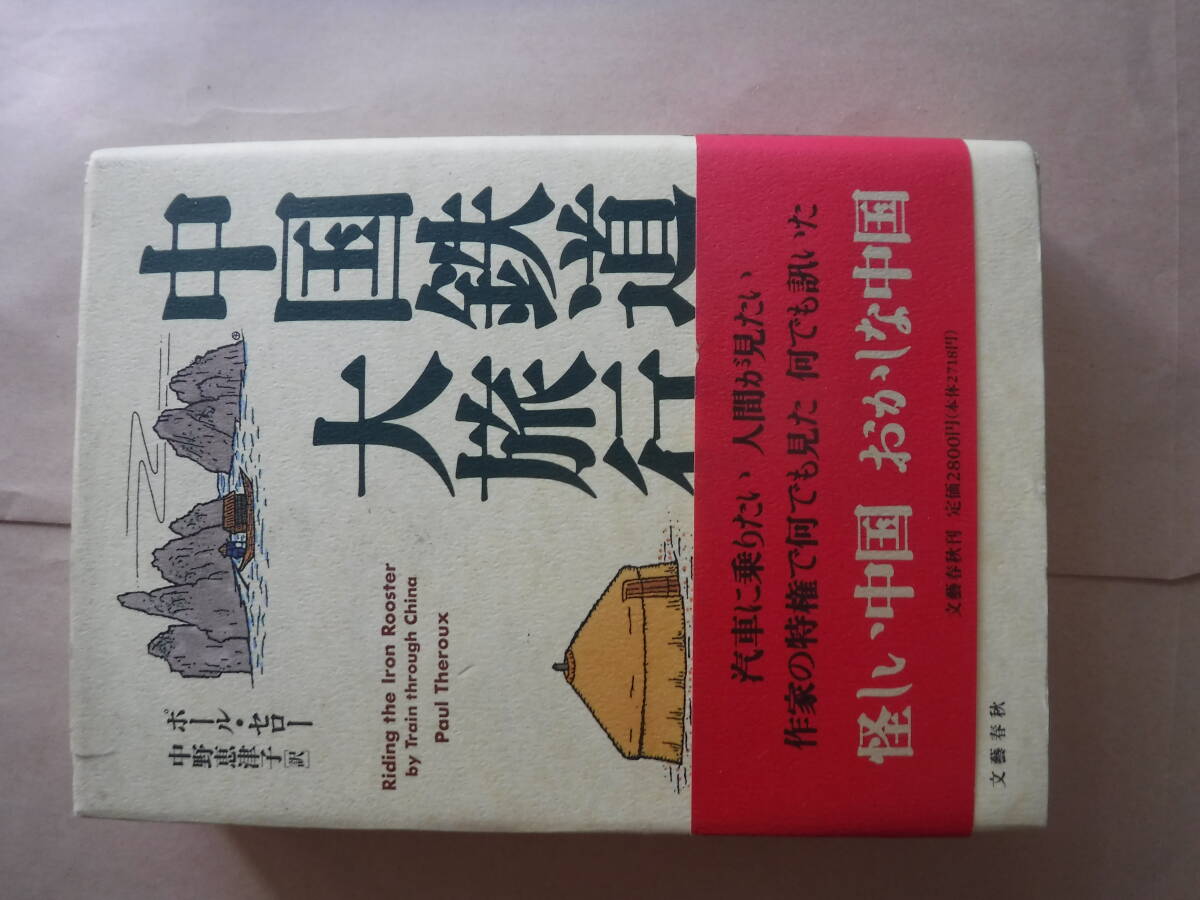 中国鉄道
大旅行
Riding the Iron Rooster
by Train through China
Paul Theroux
ポール・セロー
中野恵津子［訳］
汽車に乗りたい 人間が見たい
作家の特権で何でも見た 何でも訊いた
怪しい中国 おかしな中国
文藝春秋刊 定価2800円（本体2718円）
文藝春秋